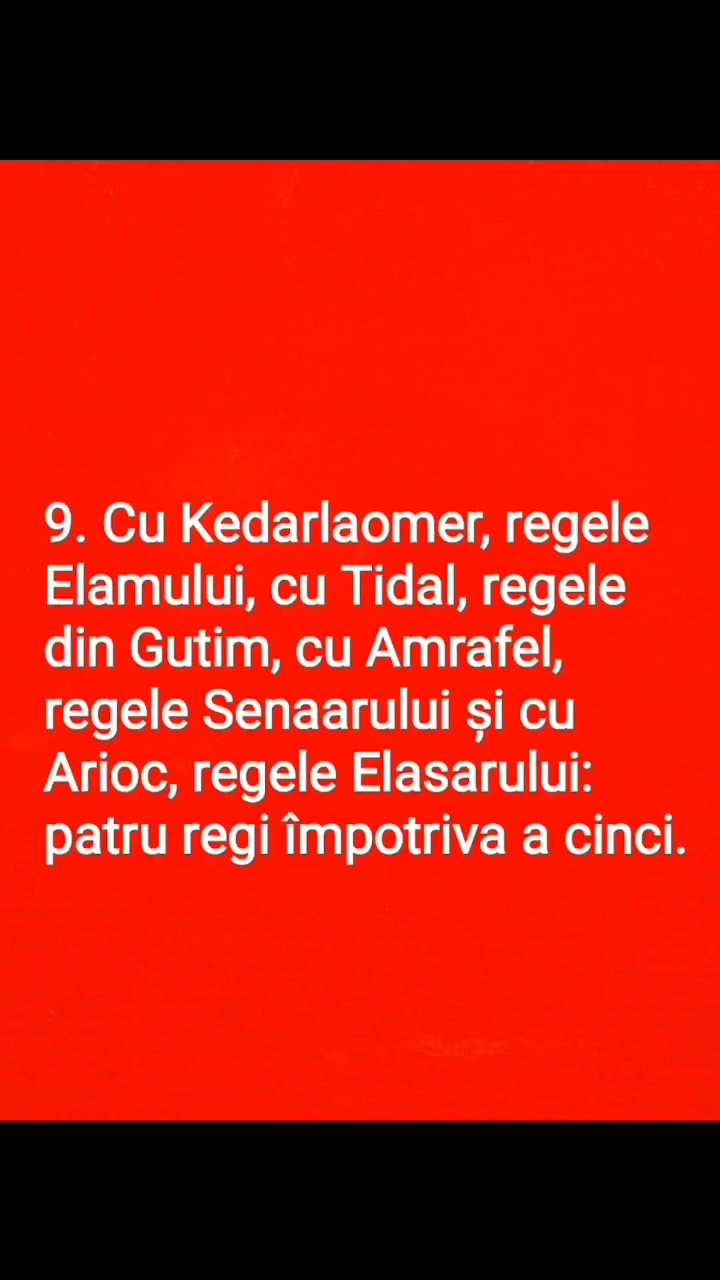 9. Cu Kedarlaomer, regele
Elamului, cu Tidal, regele
din Gutim, cu Amrafel,
regele Senaarului și cu
Arioc, regele Elasarului:
patru regi împotriva a cinci.